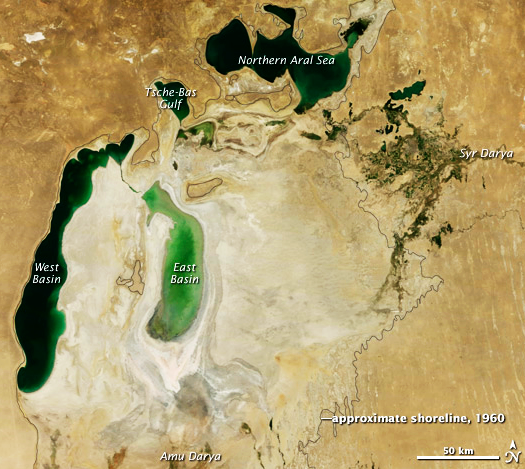 Northern Aral Sea
Tsche-Bas
Gulf
Syr Darya
West
Basin
East
Basin
approximate shoreline, 1960
50 km
N
Amu Darya